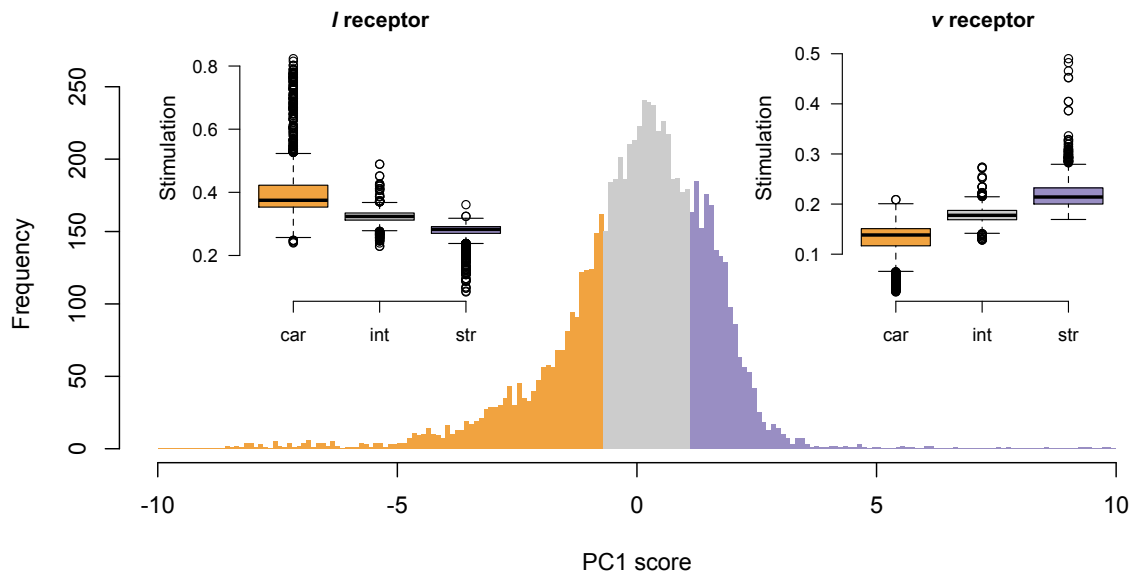 l receptor
v receptor
Stimulation
0.8
0.6
0.4
0.2
car int str
Stimulation
0.5
0.4
0.3
0.2
0.1
car int str
Frequency
250
200
150
100
50
0
-10 -5 0 5 10
PC1 score